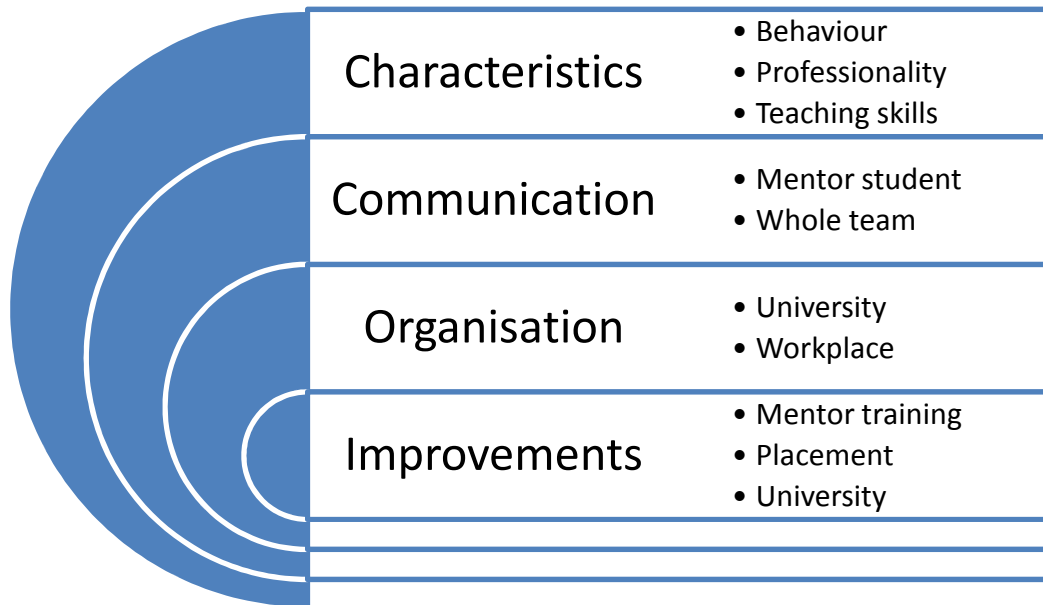 Characteristics
• Behaviour
• Professionality
• Teaching skills
Communication
• Mentor student
• Whole team
Organisation
• University
• Workplace
Improvements
• Mentor training
• Placement
• University